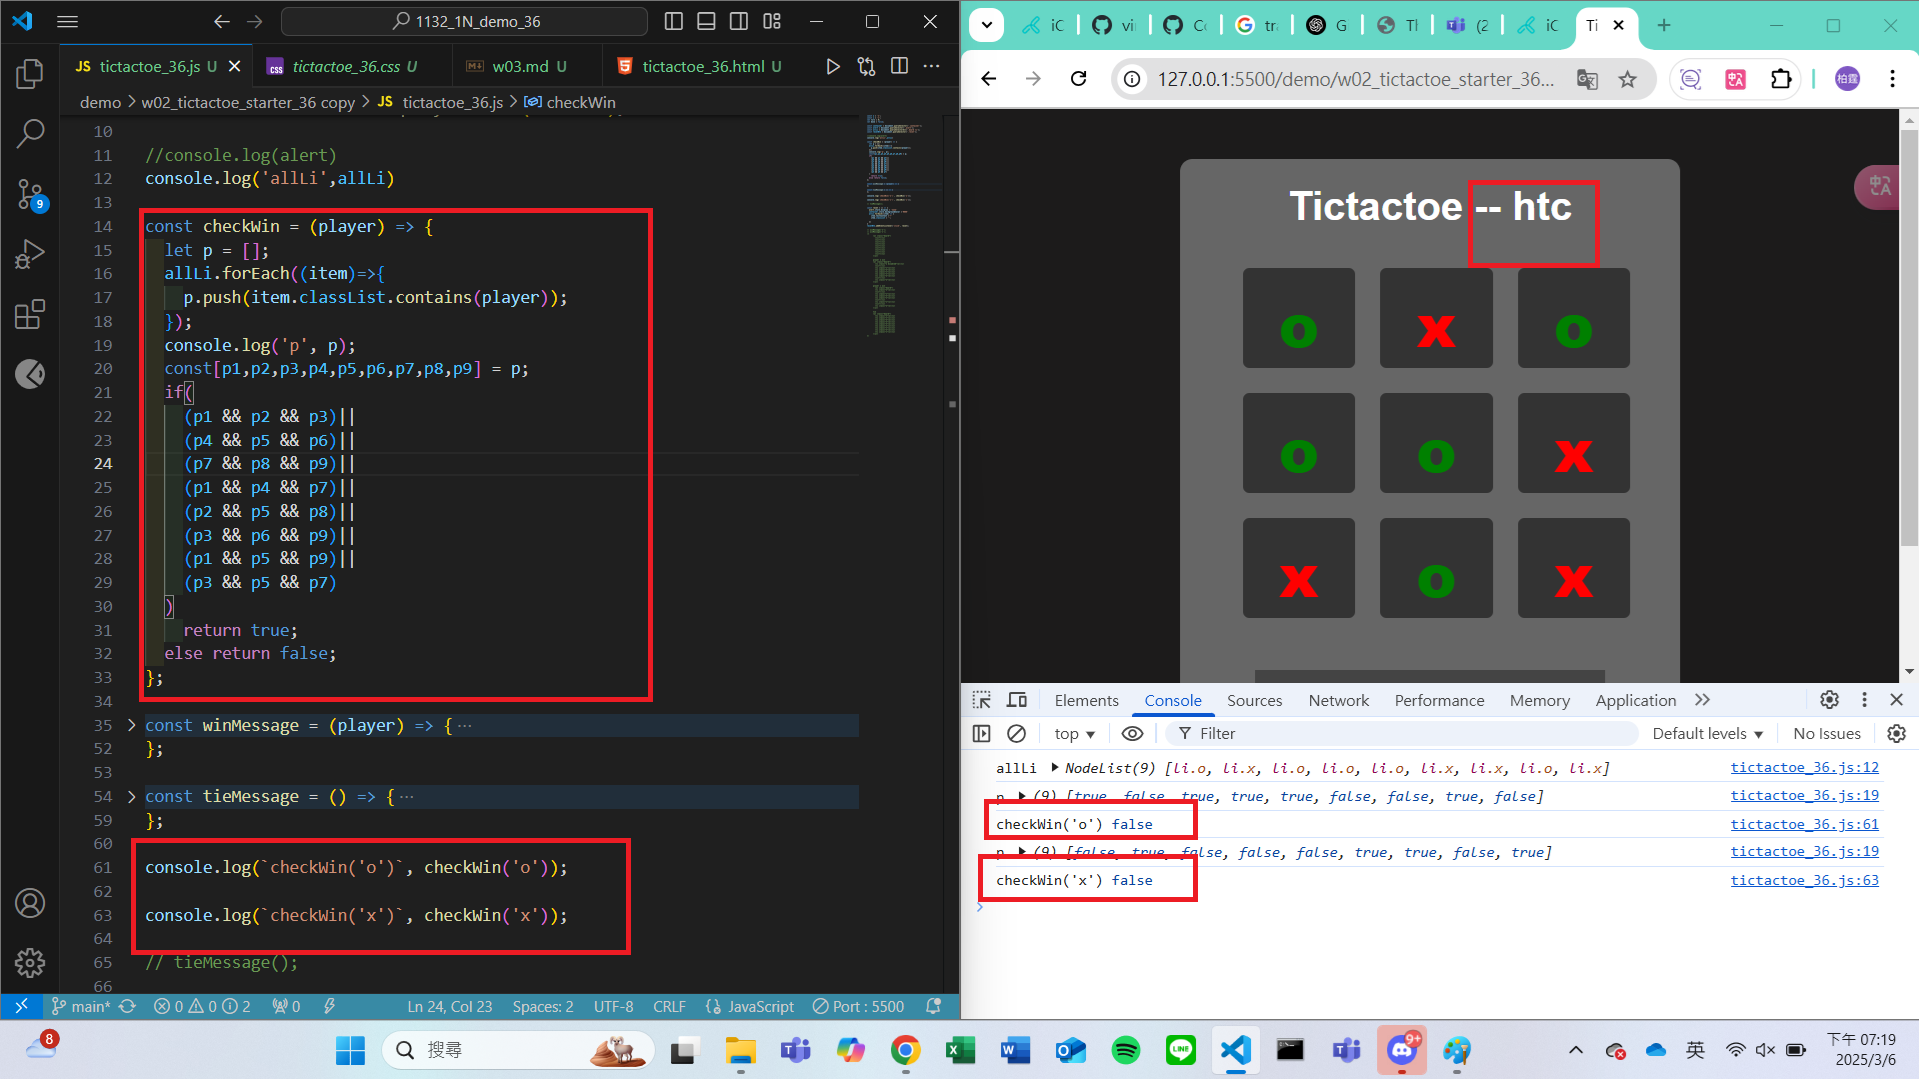 1132_1N_demo_36
JS tictactoe_36.js U
CSS tictactoe_36.css U
w03.md U
tictactoe_36.html U
demo > w02_tictactoe_starter_36 copy > JS tictactoe_36.js > checkWin
10
11 //console.log(alert)
12 console.log('allLi',allLi)
13
14 const checkWin = (player) => {
15 let p = [];
16 allLi.forEach((item)=>{
17 p.push(item.classList.contains(player));
18 });
19 console.log('p', p);
20 const[p1,p2,p3,p4,p5,p6,p7,p8,p9] = p;
21 if(
22 (p1 && p2 && p3)||
23 (p4 && p5 && p6)||
24 (p7 && p8 && p9)||
25 (p1 && p4 && p7)||
26 (p2 && p5 && p8)||
27 (p3 && p6 && p9)||
28 (p1 && p5 && p9)||
29 (p3 && p5 && p7)
30 )
31 return true;
32 else return false;
33 };
34
35 const winMessage = (player) => { ...
52 };
53
54 const tieMessage = () => { ...
59 };
60
61 console.log(`checkWin('o')`, checkWin('o'));
62
63 console.log(`checkWin('x')`, checkWin('x'));
64
65 // tieMessage();
66
9
main* 0 0 2 0 Ln 24, Col 23 Spaces: 2 UTF-8 CRLF {} JavaScript Port : 5500
iC
G
(2
iC
Ti
127.0.0.1:5500/demo/w02_tictactoe_starter_36...
柏霆
Tictactoe -- htc
o x o
o o x
x o x
Elements Console Sources Network Performance Memory Application
top Filter Default levels No Issues
allLi NodeList(9) [li.o, li.x, li.o, li.o, li.o, li.x, li.x, li.o, li.x] tictactoe_36.js:12
p (9) [true, false, true, true, true, false, false, true, false] tictactoe_36.js:19
checkWin('o') false tictactoe_36.js:61
p (9) [false, true, false, false, false, true, true, false, true] tictactoe_36.js:19
checkWin('x') false tictactoe_36.js:63
8
搜尋
9+
英
下午 07:19
2025/3/6